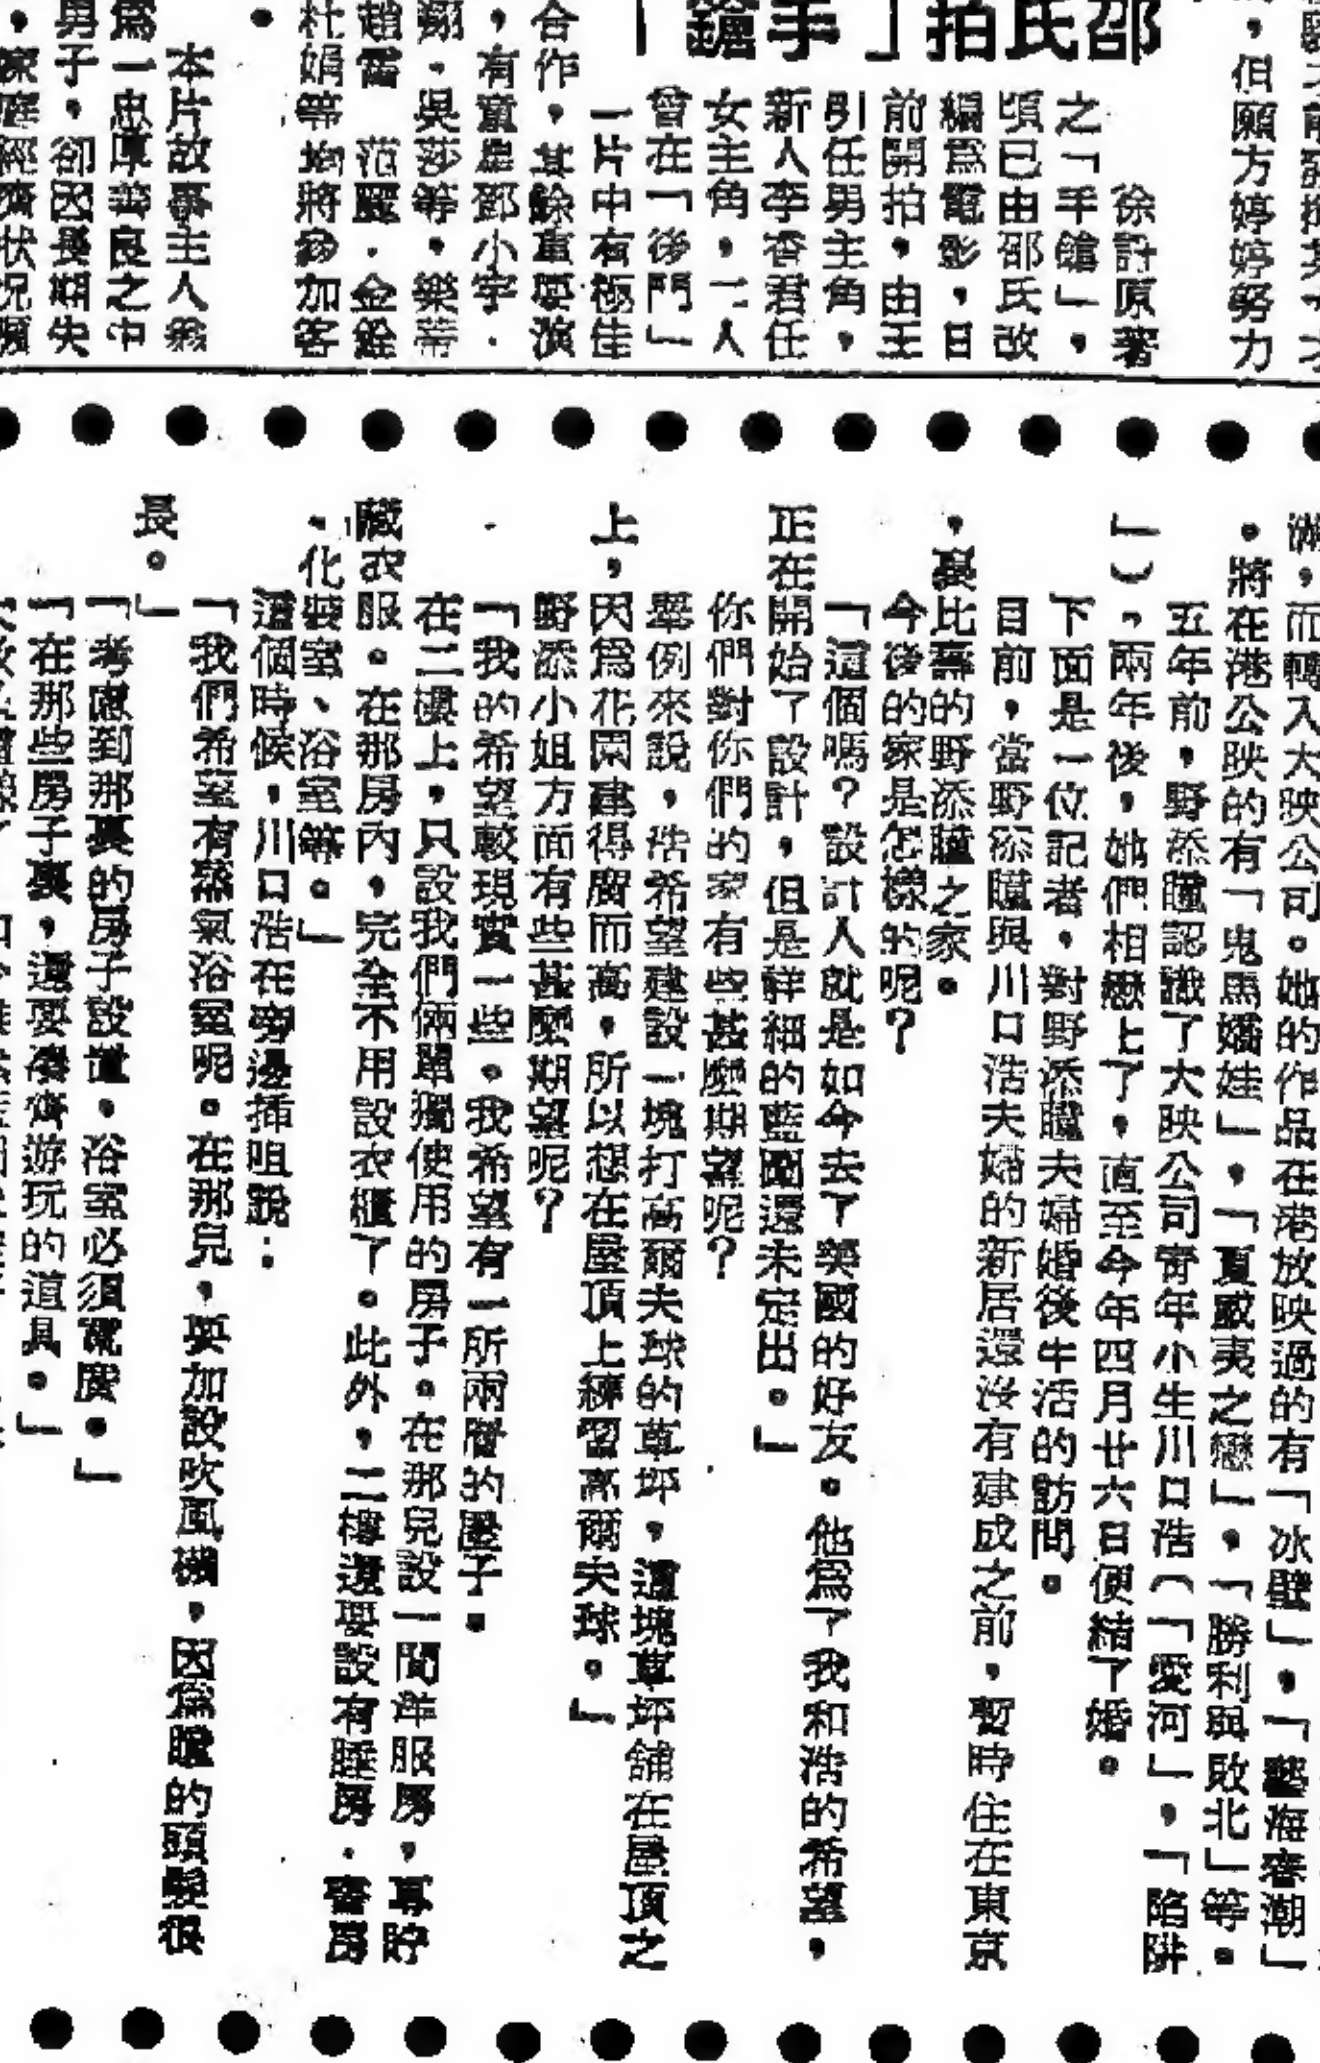 ，但願方婷婷努力
邵氏拍「手鎗」
徐訏原著
之「手鎗」，
頃已由邵氏改
編爲電影，日
前開拍，由王
引任男主角，
新人李香君任
女主角，二人
曾在「後門」
一片中有極佳
合作，其餘重要演
，有童星鄧小宇．
翔．吳莎等，樂蒂
趙雷　范麗．金銓
杜娟等均將參加客
。
本片故事主人翁
爲一忠厚善良之中
男子，卻因長期失
，家庭經濟狀況頻
滿，而轉入大映公司。她的作品在港放映過的有「冰壁」，「藝海春潮」
。將在港公映的有「鬼馬嬌娃」，「夏威夷之戀」，「勝利與敗北」等。
五年前，野添瞳認識了大映公司青年小生川口浩（「愛河」，「陷阱
」），兩年後，她們相戀上了，直至今年四月廿六日便結了婚。
下面是一位記者，對野添瞳夫婦婚後生活的訪問。
目前，當野添瞳與川口浩夫婦的新居還沒有建成之前，暫時住在東京
，裏比壽的野添瞳之家。
今後的家是怎樣的呢？
「這個嗎？設計人就是如今去了美國的好友。他爲了我和浩的希望，
正在開始了設計，但是詳細的藍圖還未定出。」
你們對你們的家有些甚麼期望呢？
舉例來說，浩希望建設一塊打高爾夫球的草坪，這塊草坪舖在屋頂之
上，因爲花園建得廣而高，所以想在屋頂上練習高爾夫球。」
野添小姐方面有些甚麼期望呢？
「我的希望較現實一些。我希望有一所兩層的屋子。
在二樓上，只設我們倆單獨使用的房子。在那兒設一間洋服房，專貯
藏衣服。在那房內，完全不用設衣櫃了。此外，二樓還要設有睡房．書房
．化裝室、浴室等。」
這個時候，川口浩在旁邊插咀說：
「我們希望有蒸氣浴室呢。在那兒，要加設吹風機，因爲瞳的頭髮很
長。」
「考慮到那裏的房子設置，浴室必須寬廣。」
「在那些房子裏，還要齊備游玩的道具。」